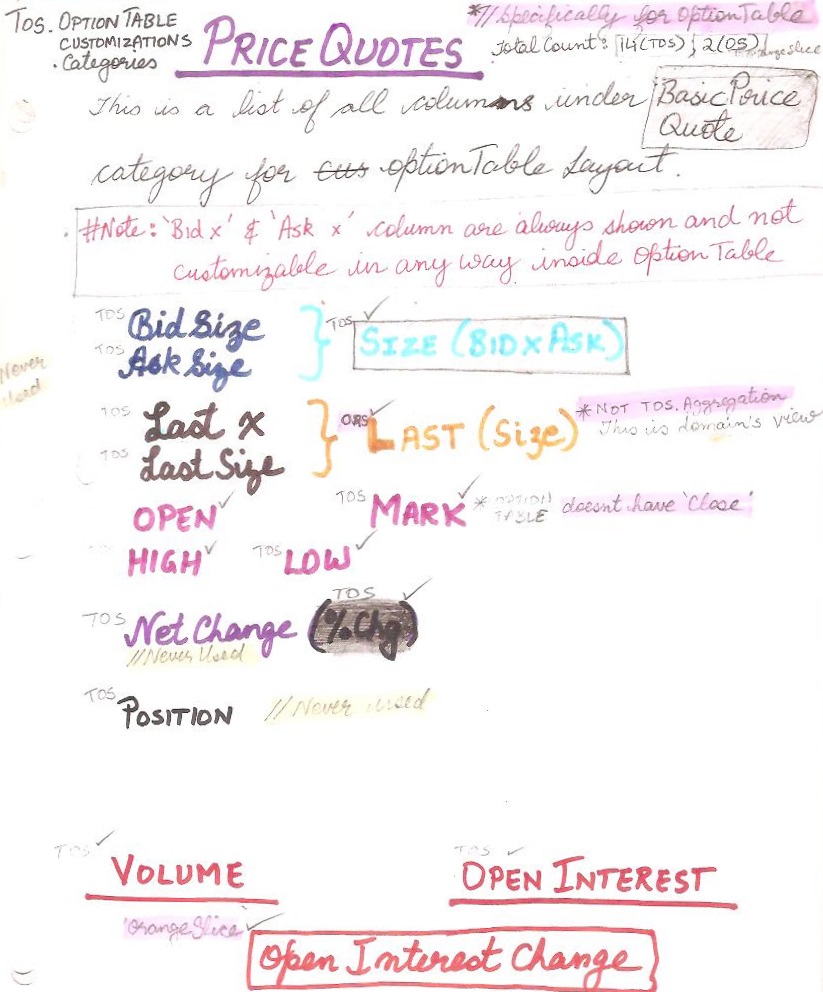 TOS. OPTION TABLE
CUSTOMIZATIONS
. Categories
PRICE QUOTES
*// Specifically for OptionTable
Total Count: 14(TOS) ; 2(OS)
OrangeSlice
This is a list of all columns under Basic Price Quote
category for cus optionTable Layout.
#Note: 'Bid x' & 'Ask x' column are always shown and not
customizable in any way inside OptionTable
TOS Bid Size
TOS Ask Size
TOS SIZE (BID x ASK)
Never
Used
TOS Last X
TOS Last Size
LAST (Size)
* NOT TOS. Aggregation
This is domain's view
OPEN
TOS MARK
* OPTION TABLE doesnt have 'Close'
HIGH
TOS LOW
TOS
TOS Net Change (%Chg)
//Never Used
TOS POSITION // Never used
TOS VOLUME
TOS OPEN INTEREST
'OrangeSlice'
Open Interest Change